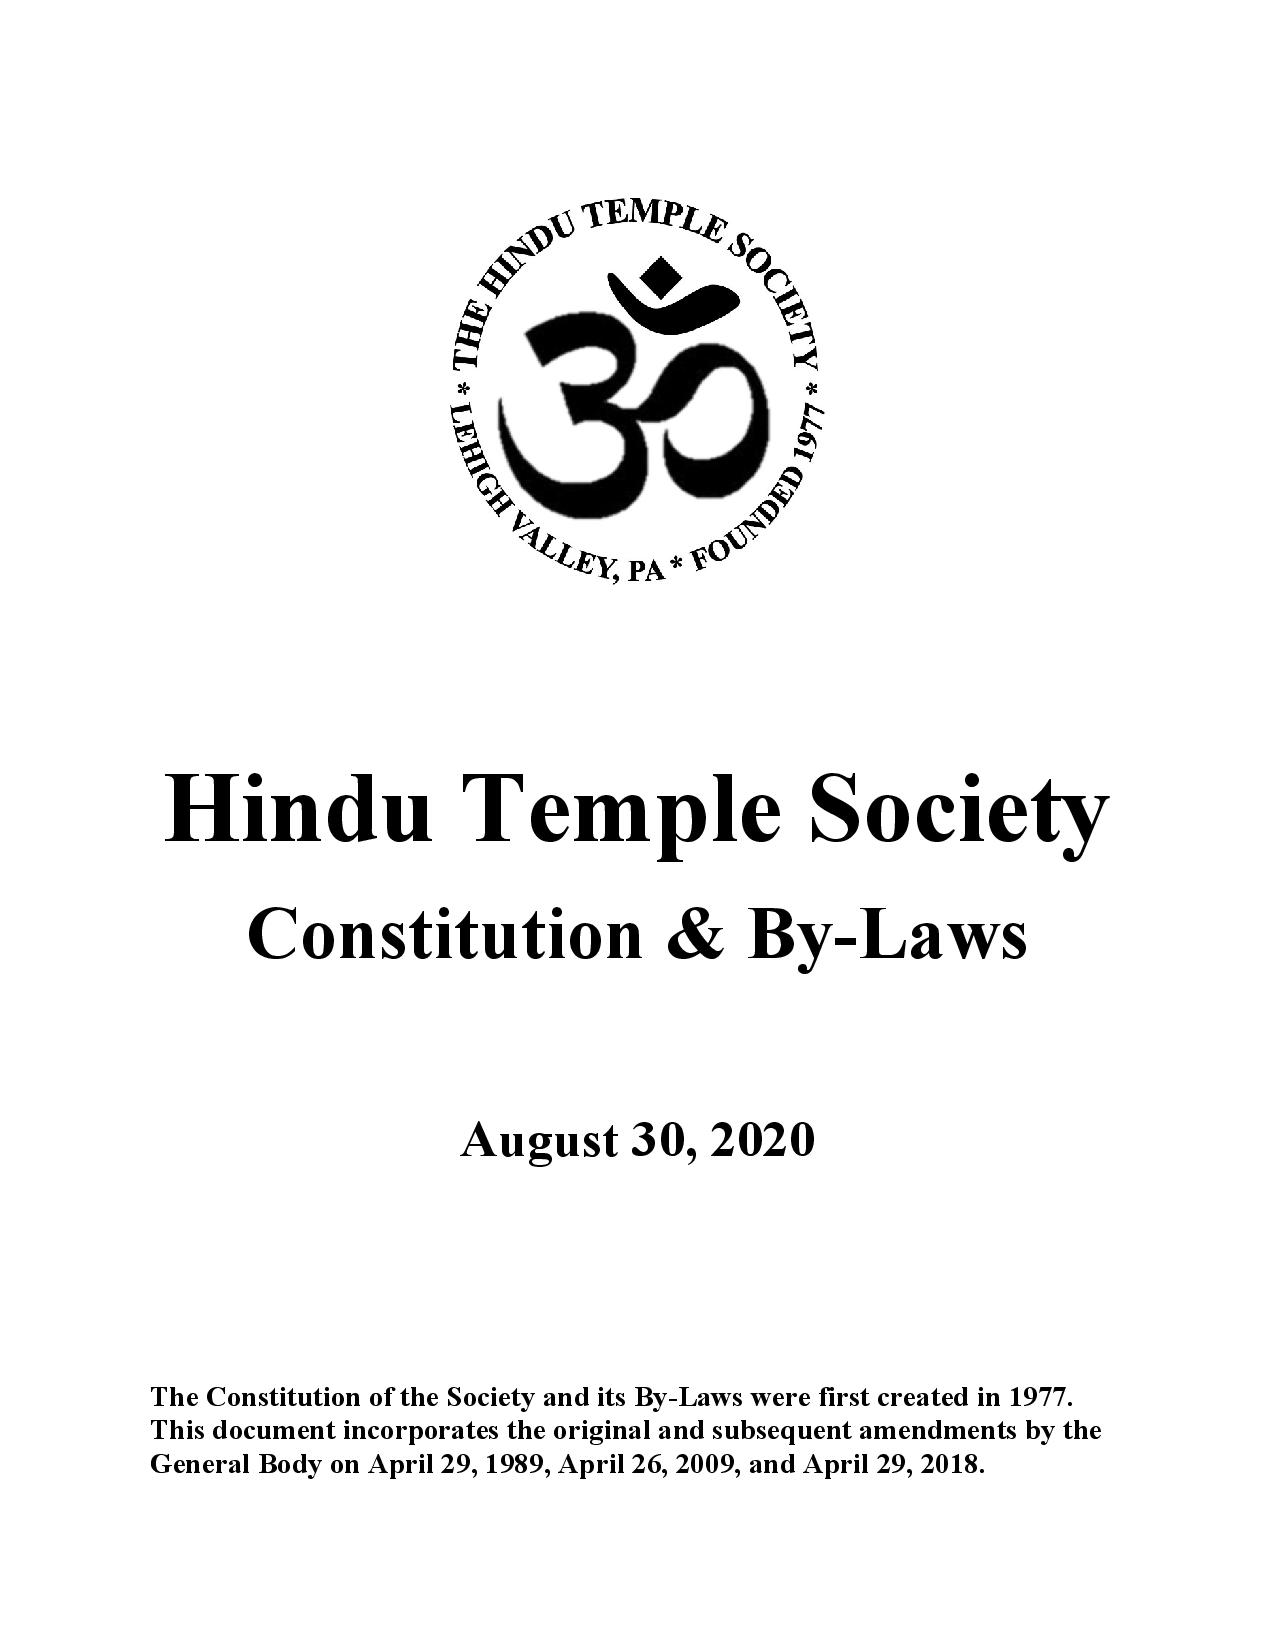 * THE HINDU TEMPLE SOCIETY *
LEHIGH VALLEY, PA * FOUNDED 1977
ॐ
Hindu Temple Society
Constitution & By-Laws
August 30, 2020
The Constitution of the Society and its By-Laws were first created in 1977.
This document incorporates the original and subsequent amendments by the
General Body on April 29, 1989, April 26, 2009, and April 29, 2018.